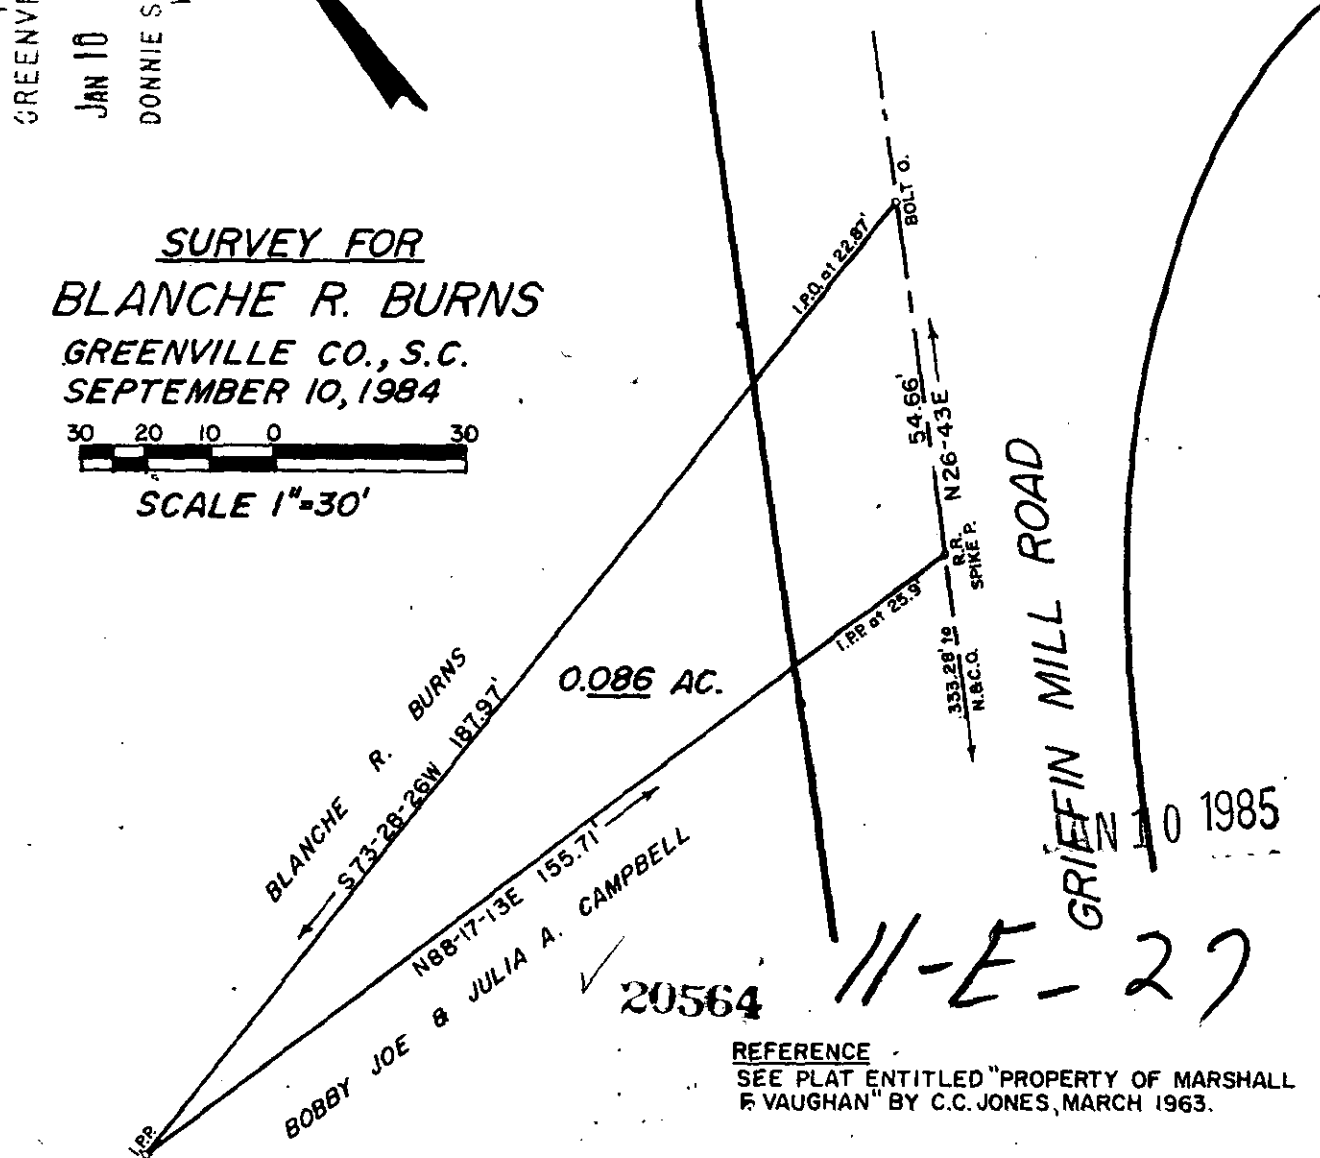 JAN 10
DONNIE S
SURVEY FOR
BLANCHE R. BURNS
GREENVILLE CO., S.C.
SEPTEMBER 10, 1984
30 20 10 0 30
SCALE 1"=30'
I.P.O. at 22.87'
BOLT O.
54.66'
N26-43E
R.R.
SPIKE P.
I.P.P. at 25.9'
333.28' to
N.B.C.O.
GRIFFIN MILL ROAD
0.086 AC.
BLANCHE R. BURNS
S73-28-26W 187.97'
N88-17-13E 155.71'
BOBBY JOE & JULIA A. CAMPBELL
I.P.P.
JAN 10 1985
20564
11-E-27
REFERENCE
SEE PLAT ENTITLED "PROPERTY OF MARSHALL
F. VAUGHAN" BY C.C. JONES, MARCH 1963.